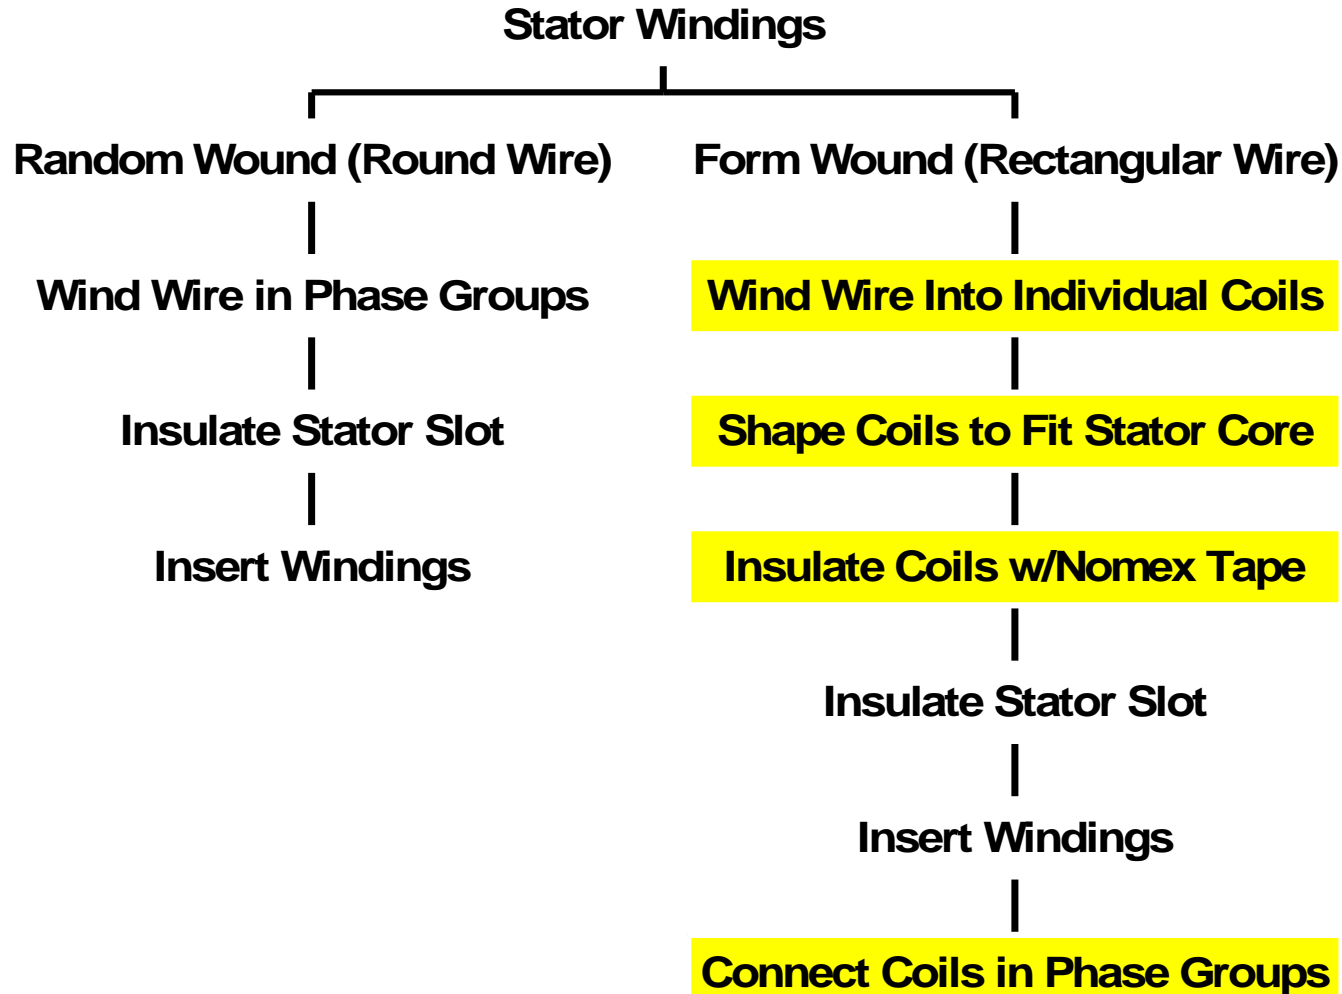 Stator Windings
Random Wound (Round Wire)
Form Wound (Rectangular Wire)
Wind Wire in Phase Groups
Wind Wire Into Individual Coils
Insulate Stator Slot
Shape Coils to Fit Stator Core
Insert Windings
Insulate Coils w/Nomex Tape
Insulate Stator Slot
Insert Windings
Connect Coils in Phase Groups